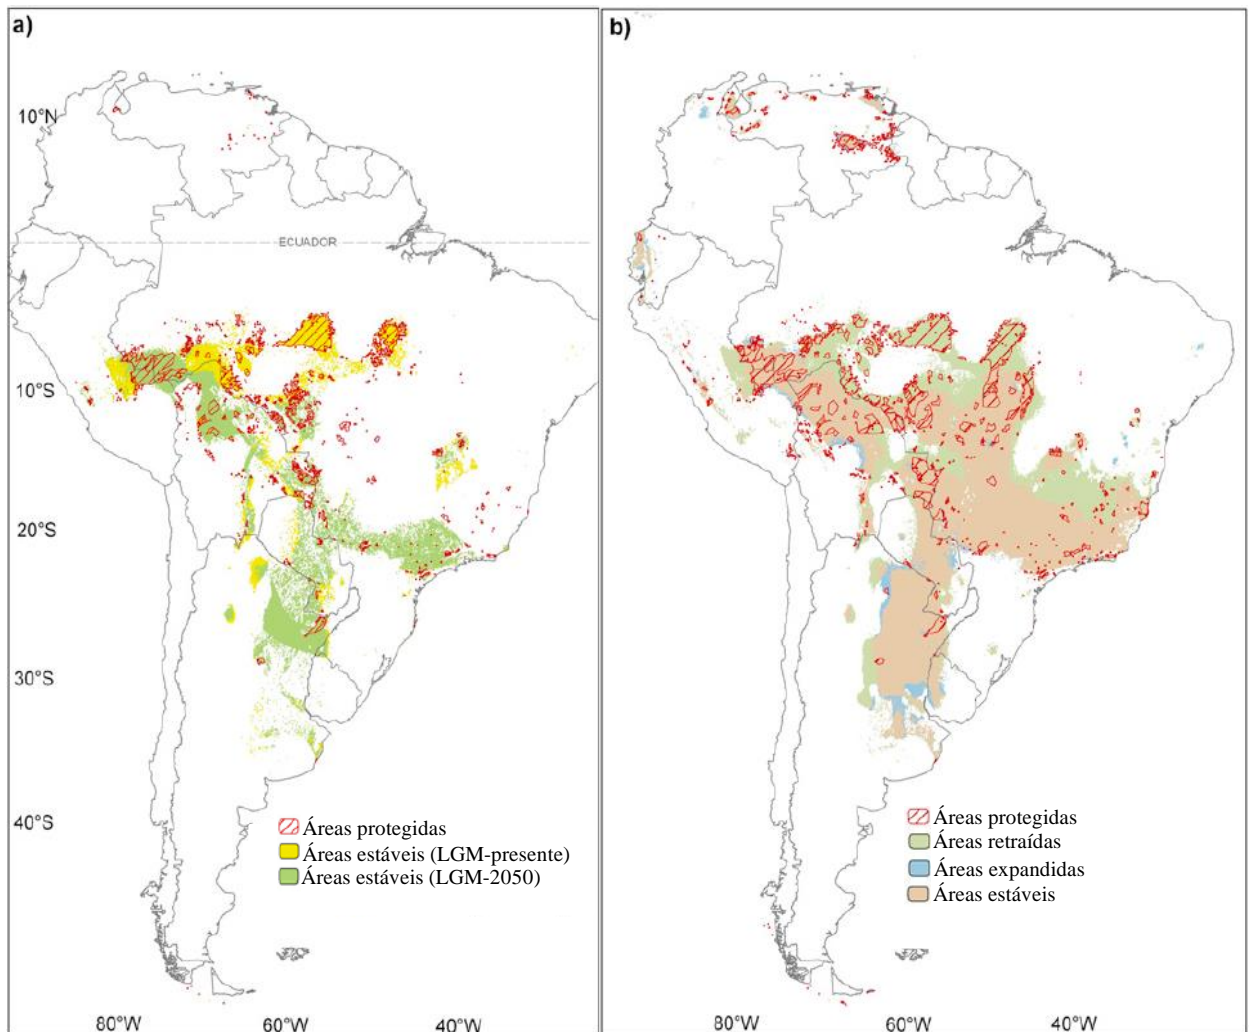 a)
10°N
ECUADOR
10°S
20°S
30°S
40°S
Áreas protegidas
Áreas estáveis (LGM-presente)
Áreas estáveis (LGM-2050)
80°W
60°W
40°W
b)
Áreas protegidas
Áreas retraídas
Áreas expandidas
Áreas estáveis
80°W
60°W
40°W